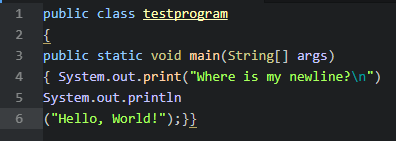 1 public class testprogram
2 {
3 public static void main(String[] args)
4 { System.out.print("Where is my newline?\n")
5 System.out.println
6 ("Hello, World!");}}